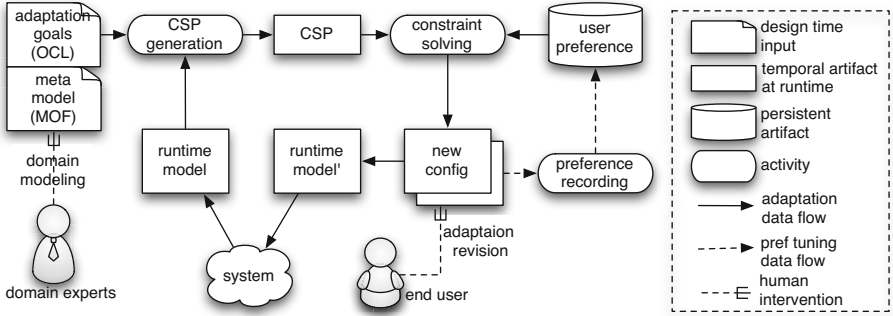 adaptation
goals
(OCL)
meta
model
(MOF)
CSP
generation
CSP
constraint
solving
user
preference
domain
modeling
runtime
model
runtime
model'
new
config
preference
recording
adaptaion
revision
system
domain experts
end user
design time
input
temporal artifact
at runtime
persistent
artifact
activity
adaptation
data flow
pref tuning
data flow
human
intervention